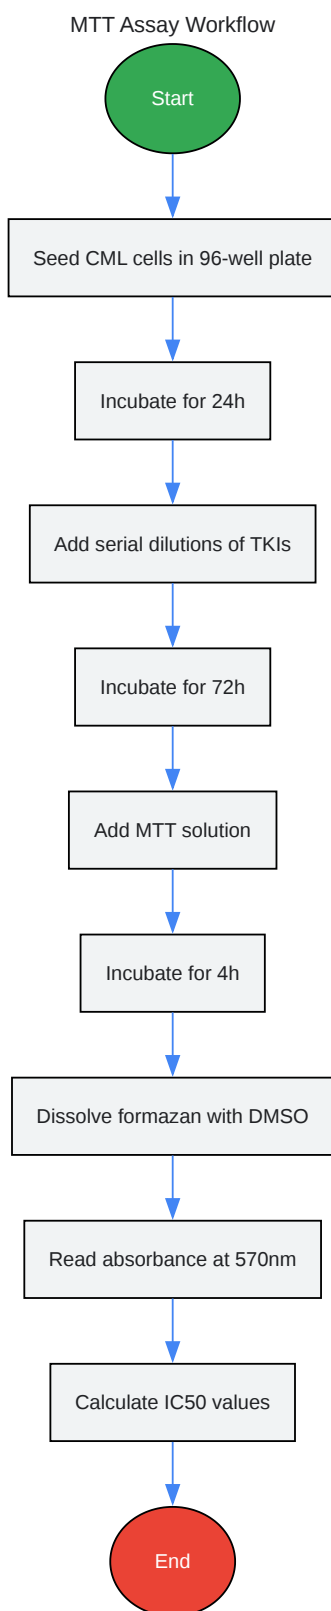 MTT Assay Workflow
Start
Seed CML cells in 96-well plate
Incubate for 24h
Add serial dilutions of TKIs
Incubate for 72h
Add MTT solution
Incubate for 4h
Dissolve formazan with DMSO
Read absorbance at 570nm
Calculate IC50 values
End